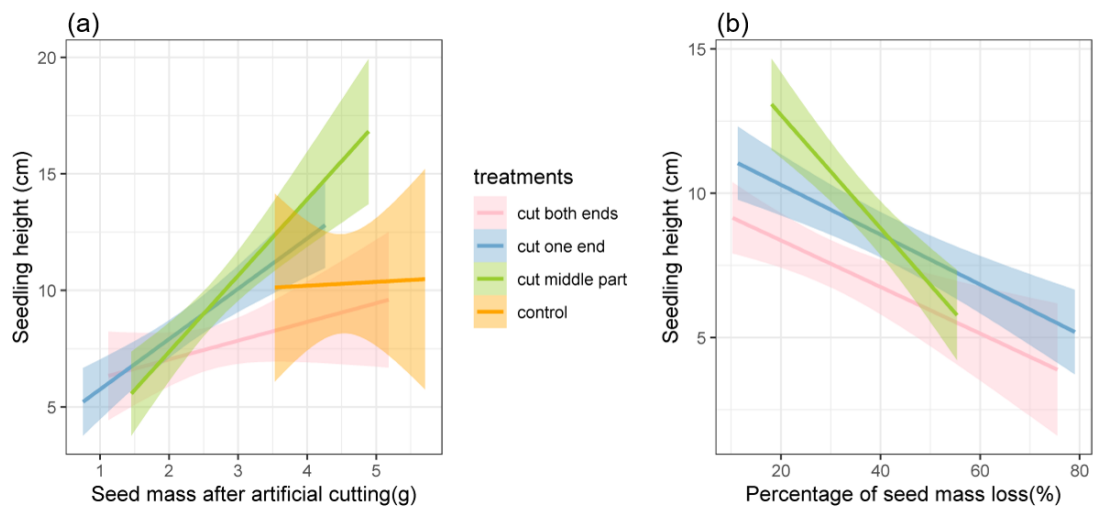 (a)
Seedling height (cm)
20
15
10
5
1 2 3 4 5
Seed mass after artificial cutting(g)
treatments
cut both ends
cut one end
cut middle part
control
(b)
Seedling height (cm)
15
10
5
20 40 60 80
Percentage of seed mass loss(%)